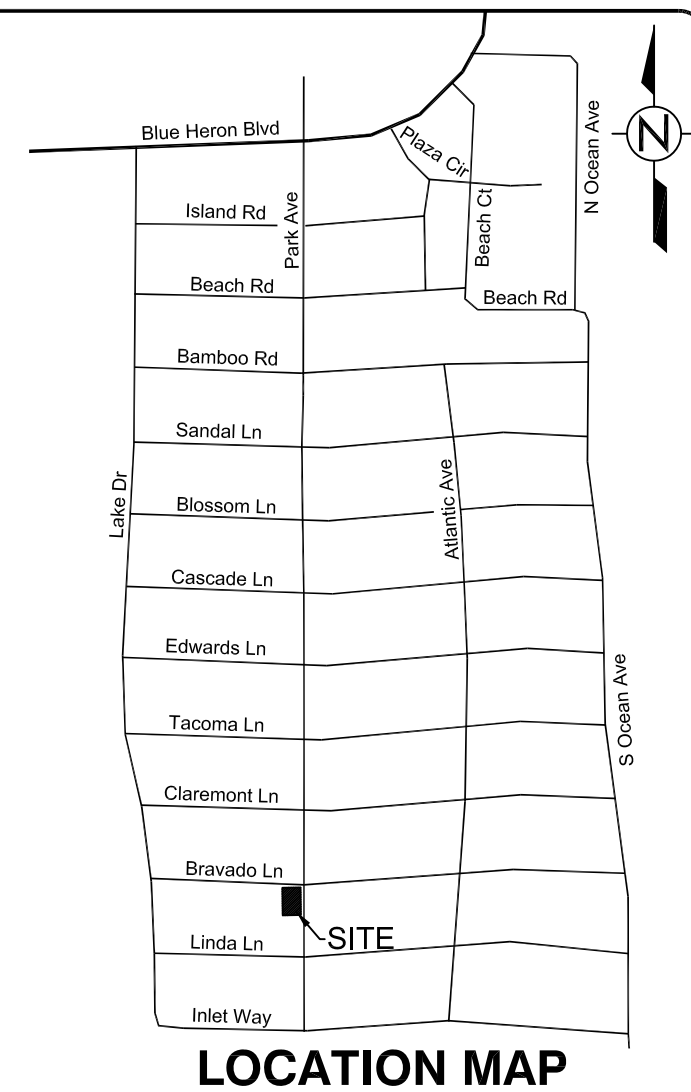 Blue Heron Blvd
Plaza Cir
N Ocean Ave
N
Island Rd
Park Ave
Beach Ct
Beach Rd
Beach Rd
Bamboo Rd
Sandal Ln
Lake Dr
Blossom Ln
Atlantic Ave
Cascade Ln
Edwards Ln
S Ocean Ave
Tacoma Ln
Claremont Ln
Bravado Ln
SITE
Linda Ln
Inlet Way
LOCATION MAP